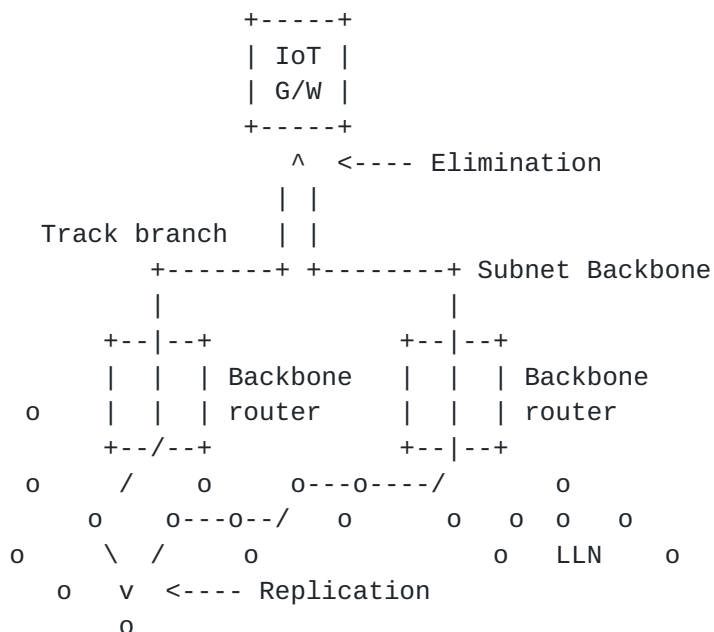 +-----+
| IoT |
| G/W |
+-----+
^ <---- Elimination
| |
Track branch | |
+-------+ +--------+ Subnet Backbone
| |
+--|--+ +--|--+
| | | Backbone | | | Backbone
o | | | router | | | router
+--/--+ +--|--+
o / o o---o----/ o
o o---o--/ o o o o o
o \ / o o LLN o
o v <---- Replication
o